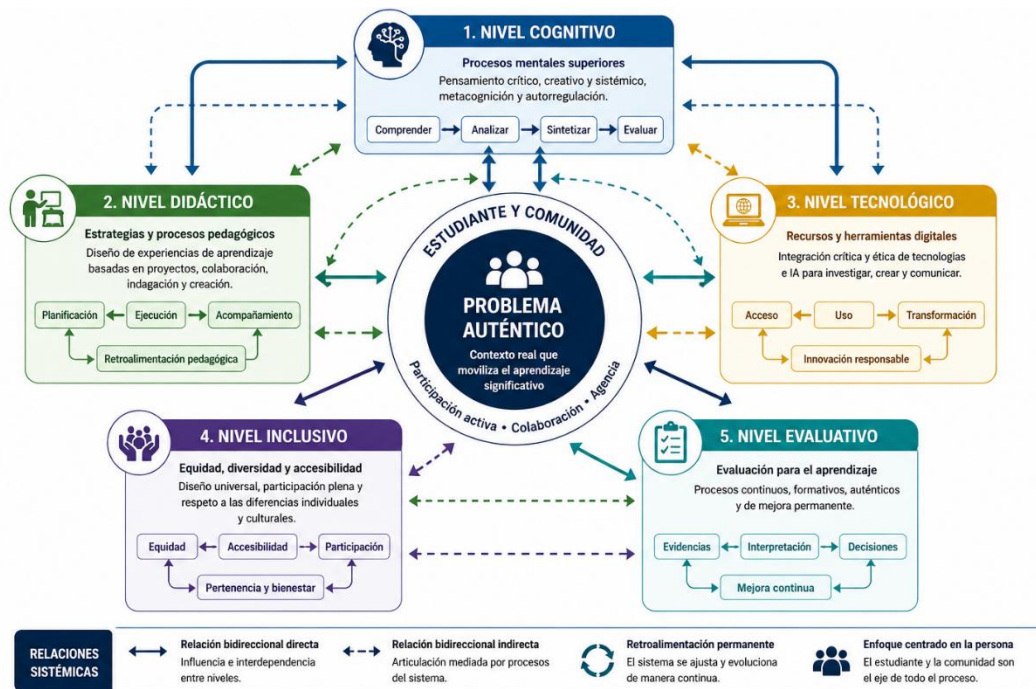 1. NIVEL COGNITIVO
Procesos mentales superiores
Pensamiento crítico, creativo y sistémico,
metacognición y autorregulación.
Comprender
Analizar
Sintetizar
Evaluar
2. NIVEL DIDÁCTICO
Estrategias y procesos pedagógicos
Diseño de experiencias de aprendizaje
basadas en proyectos, colaboración,
indagación y creación.
Planificación
Ejecución
Acompañamiento
Retroalimentación pedagógica
ESTUDIANTE Y COMUNIDAD
PROBLEMA
AUTÉNTICO
Contexto real que
moviliza el aprendizaje
significativo
Participación activa • Colaboración • Agencia
3. NIVEL TECNOLÓGICO
Recursos y herramientas digitales
Integración crítica y ética de tecnologías
e IA para investigar, crear y comunicar.
Acceso
Uso
Transformación
Innovación responsable
4. NIVEL INCLUSIVO
Equidad, diversidad y accesibilidad
Diseño universal, participación plena y
respeto a las diferencias individuales
y culturales.
Equidad
Accesibilidad
Participación
Pertenencia y bienestar
5. NIVEL EVALUATIVO
Evaluación para el aprendizaje
Procesos continuos, formativos, auténticos
y de mejora permanente.
Evidencias
Interpretación
Decisiones
Mejora continua
RELACIONES
SISTÉMICAS
Relación bidireccional directa
Influencia e interdependencia
entre niveles.
Relación bidireccional indirecta
Articulación mediada por procesos
del sistema.
Retroalimentación permanente
El sistema se ajusta y evoluciona
de manera continua.
Enfoque centrado en la persona
El estudiante y la comunidad son
el eje de todo el proceso.